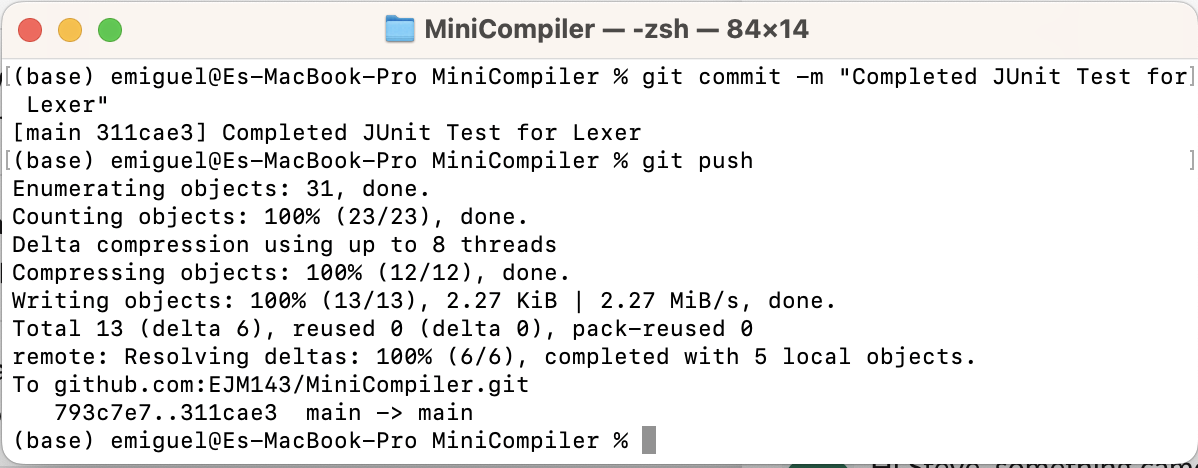 MiniCompiler — -zsh — 84×14
[(base) emiguel@Es-MacBook-Pro MiniCompiler % git commit -m "Completed JUnit Test for]
 Lexer"
[main 311cae3] Completed JUnit Test for Lexer
[(base) emiguel@Es-MacBook-Pro MiniCompiler % git push ]
Enumerating objects: 31, done.
Counting objects: 100% (23/23), done.
Delta compression using up to 8 threads
Compressing objects: 100% (12/12), done.
Writing objects: 100% (13/13), 2.27 KiB | 2.27 MiB/s, done.
Total 13 (delta 6), reused 0 (delta 0), pack-reused 0
remote: Resolving deltas: 100% (6/6), completed with 5 local objects.
To github.com:EJM143/MiniCompiler.git
   793c7e7..311cae3  main -> main
(base) emiguel@Es-MacBook-Pro MiniCompiler %
Hi Steve, something came